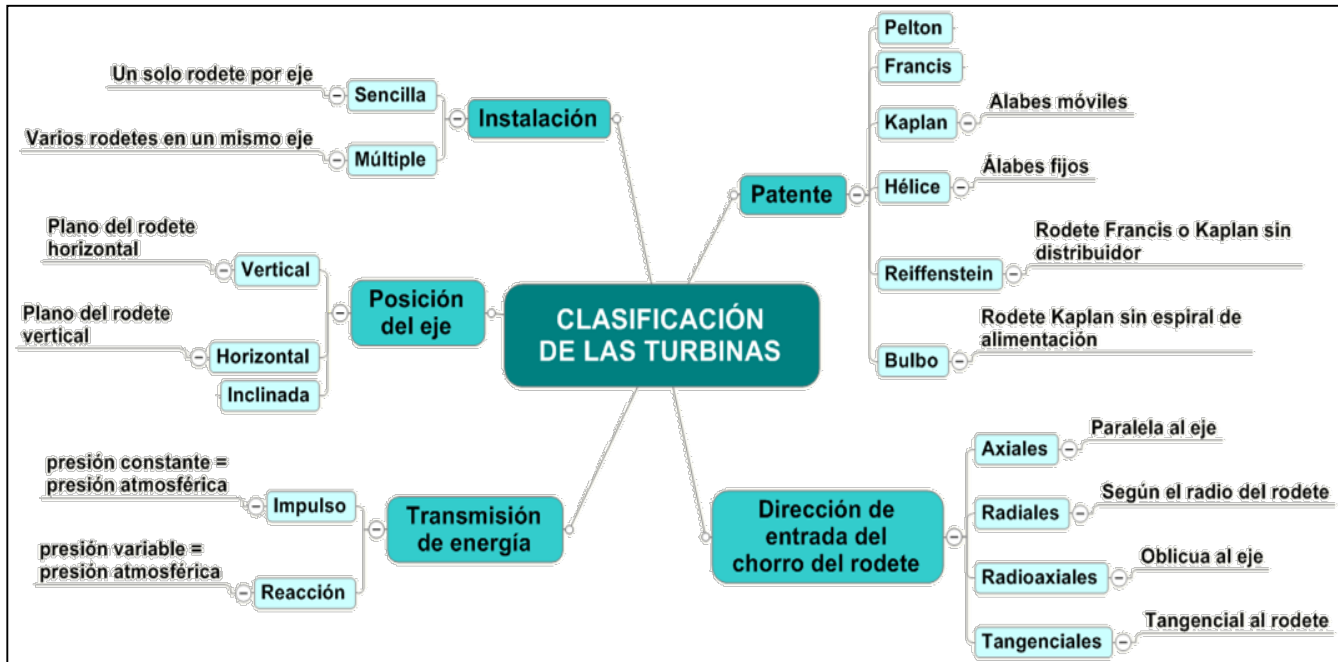 CLASIFICACIÓN
DE LAS TURBINAS
Instalación
Sencilla
Un solo rodete por eje
Múltiple
Varios rodetes en un mismo eje
Posición
del eje
Vertical
Plano del rodete
horizontal
Horizontal
Plano del rodete
vertical
Inclinada
Transmisión
de energía
Impulso
presión constante =
presión atmosférica
Reacción
presión variable =
presión atmosférica
Patente
Pelton
Francis
Kaplan
Alabes móviles
Hélice
Álabes fijos
Reiffenstein
Rodete Francis o Kaplan sin
distribuidor
Bulbo
Rodete Kaplan sin espiral de
alimentación
Dirección de
entrada del
chorro del rodete
Axiales
Paralela al eje
Radiales
Según el radio del rodete
Radioaxiales
Oblicua al eje
Tangenciales
Tangencial al rodete